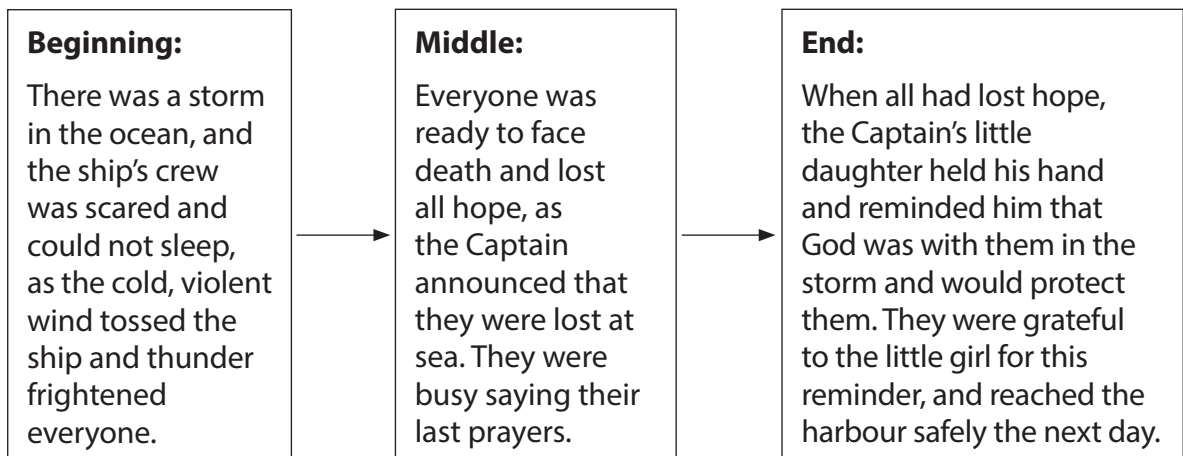 Beginning:
There was a storm
in the ocean, and
the ship's crew
was scared and
could not sleep,
as the cold, violent
wind tossed the
ship and thunder
frightened
everyone.
Middle:
Everyone was
ready to face
death and lost
all hope, as
the Captain
announced that
they were lost at
sea. They were
busy saying their
last prayers.
End:
When all had lost hope,
the Captain's little
daughter held his hand
and reminded him that
God was with them in the
storm and would protect
them. They were grateful
to the little girl for this
reminder, and reached the
harbour safely the next day.